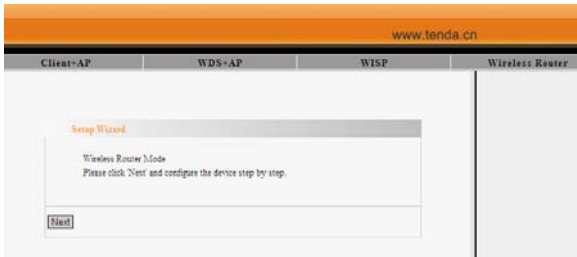 www.tenda.cn
Client+AP WDS+AP WISP Wireless Router
Setup Wizard
Wireless Router Mode
Please click 'Next' and configure the device step by step.
Next